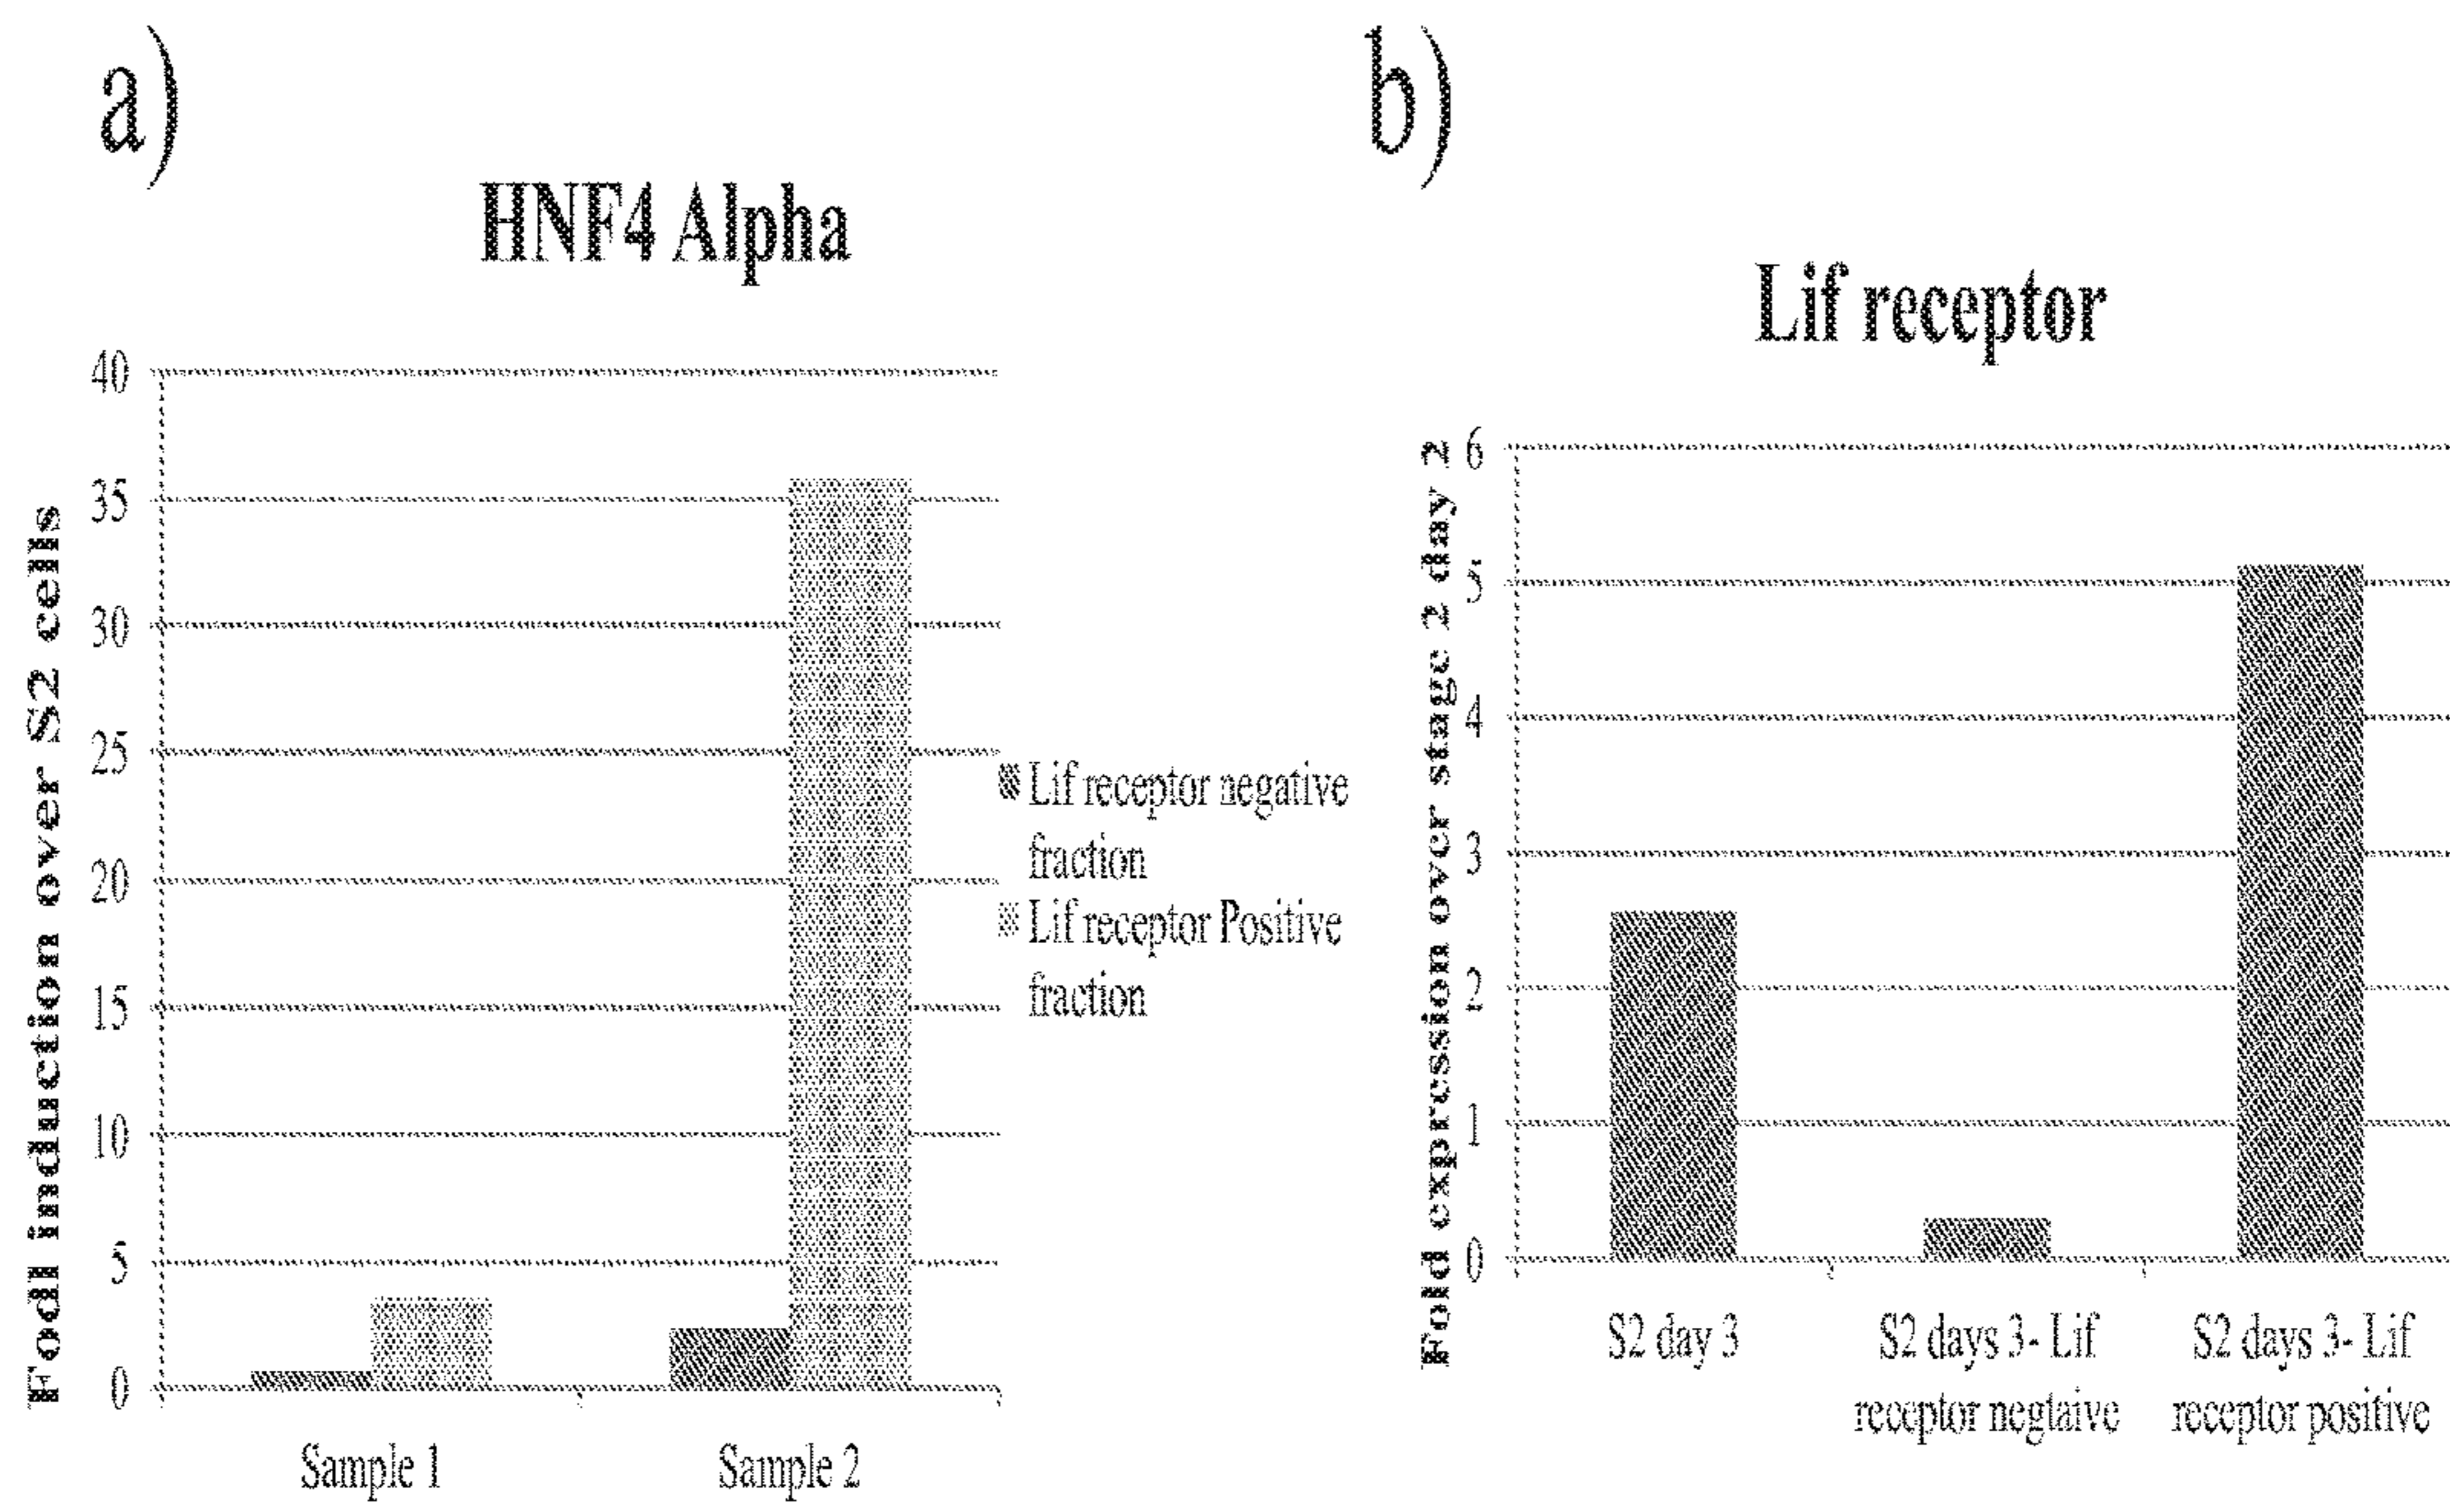 a)
HNF4 Alpha
Fodl induction over S2 cells
40
35
30
25
20
15
10
5
0
Sample 1
Sample 2
Lif receptor negative
fraction
Lif receptor Positive
fraction
b)
Lif receptor
Fold expression over stage 2 day 2
6
5
4
3
2
1
0
S2 day 3
S2 days 3- Lif
receptor negtaive
S2 days 3- Lif
receptor positive